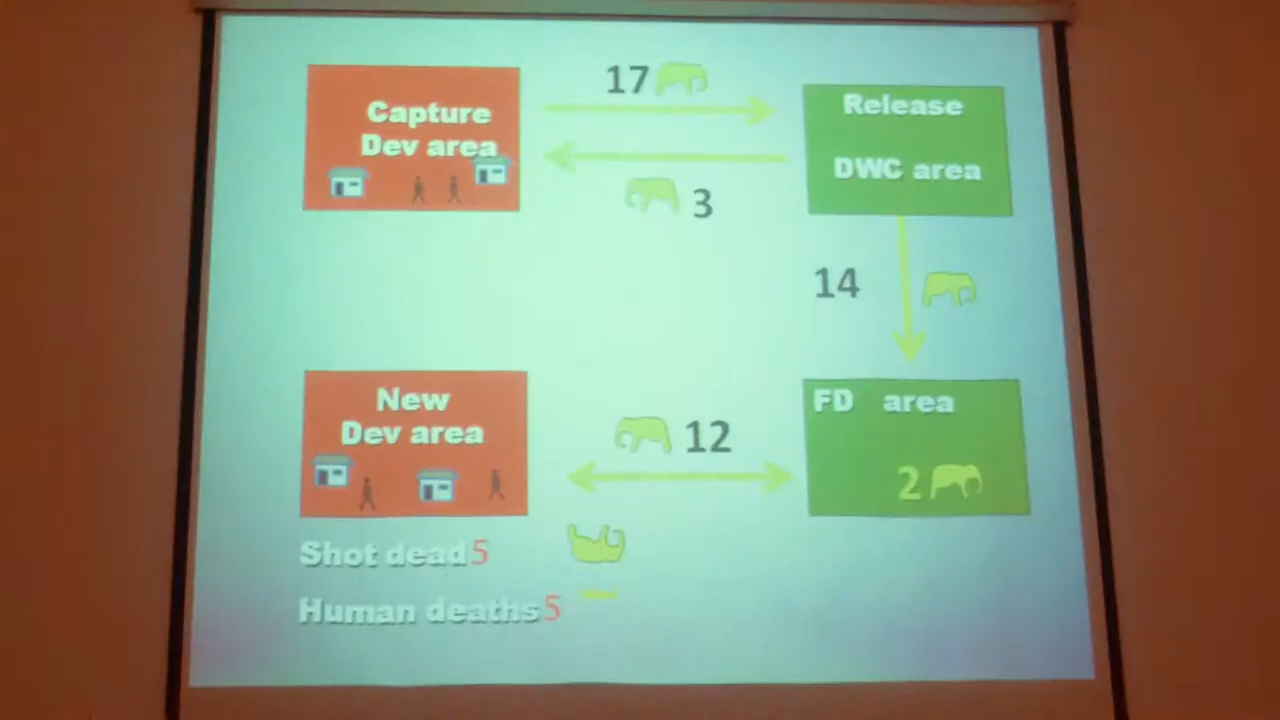 17
Capture
Dev area
Release
DWC area
3
14
New
Dev area
12
FD area
2
Shot dead 5
Human deaths 5